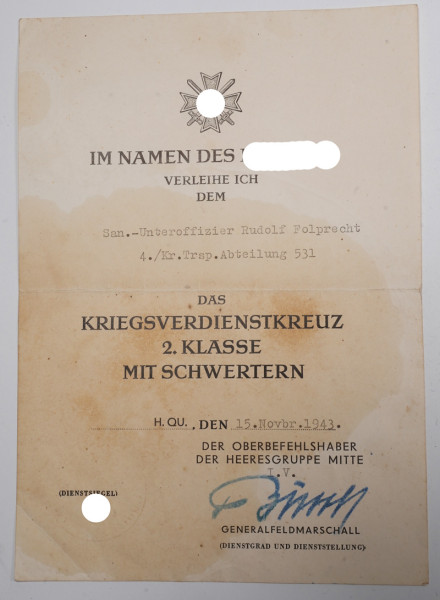 IM NAMEN DES
VERLEIHE ICH
DEM
San.-Unteroffizier Rudolf Folprecht
4./Kr.Trsp.Abteilung 531
DAS
KRIEGSVERDIENSTKREUZ
2. KLASSE
MIT SCHWERTERN
H. QU. , DEN 15.Novbr.1943.
DER OBERBEFEHLSHABER
DER HEERESGRUPPE MITTE
I.V.
(DIENSTSIEGEL)
GENERALFELDMARSCHALL
(DIENSTGRAD UND DIENSTSTELLUNG)